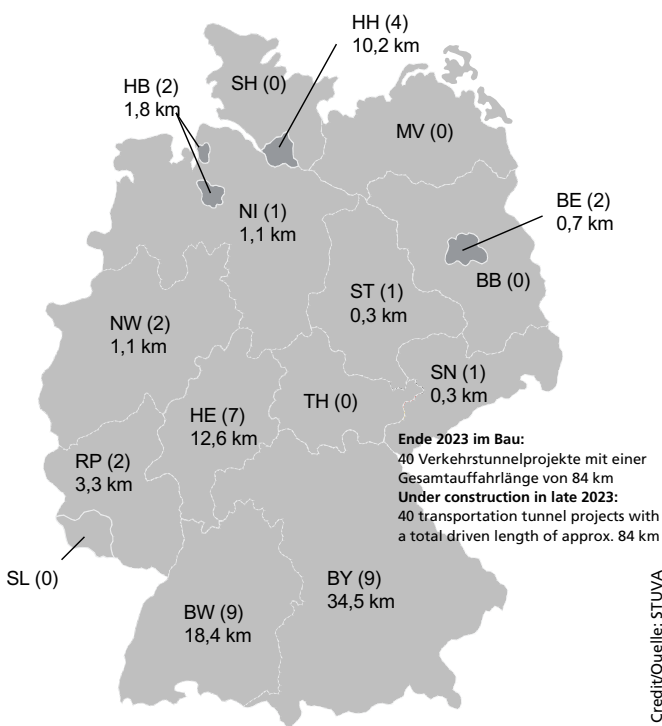 HH (4)
10,2 km
HB (2)
1,8 km
SH (0)
MV (0)
NI (1)
1,1 km
BE (2)
0,7 km
BB (0)
ST (1)
0,3 km
NW (2)
1,1 km
SN (1)
0,3 km
TH (0)
HE (7)
12,6 km
RP (2)
3,3 km
Ende 2023 im Bau:
40 Verkehrstunnelprojekte mit einer
Gesamtauffahrlänge von 84 km
Under construction in late 2023:
40 transportation tunnel projects with
a total driven length of approx. 84 km
SL (0)
BY (9)
34,5 km
BW (9)
18,4 km
Credit/Quelle: STUVA